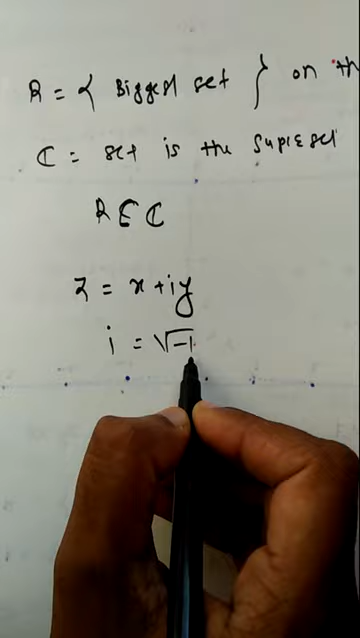 R = { Biggest set } on th
ℂ = set is the superset
R ∈ ℂ
z = x + iy
i = √-1